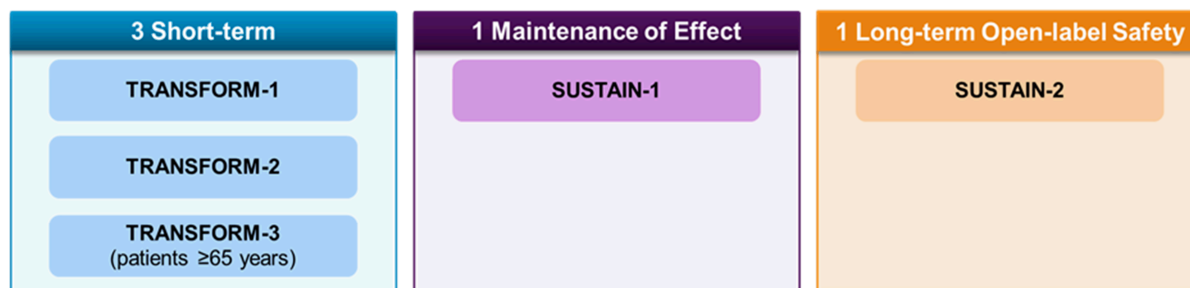 3 Short-term
TRANSFORM-1
TRANSFORM-2
TRANSFORM-3
(patients ≥65 years)
1 Maintenance of Effect
SUSTAIN-1
1 Long-term Open-label Safety
SUSTAIN-2